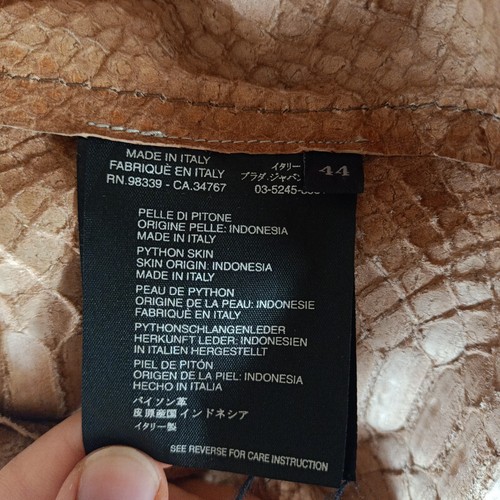 MADE IN ITALY
FABRIQUÉ EN ITALY
RN.98339 - CA.34767
イタリー
プラダ.ジャパン
44
PELLE DI PITONE
ORIGINE PELLE: INDONESIA
MADE IN ITALY
PYTHON SKIN
SKIN ORIGIN: INDONESIA
MADE IN ITALY
PEAU DE PYTHON
ORIGINE DE LA PEAU: INDONESIE
FABRIQUÉ EN ITALY
PYTHONSCHLANGENLEDER
HERKUNFT LEDER: INDONESIEN
IN ITALIEN HERGESTELLT
PIEL DE PITÓN
ORIGEN DE LA PIEL: INDONESIA
HECHO EN ITALIA
パイソン革
皮原産国 インドネシア
イタリー製
SEE REVERSE FOR CARE INSTRUCTION